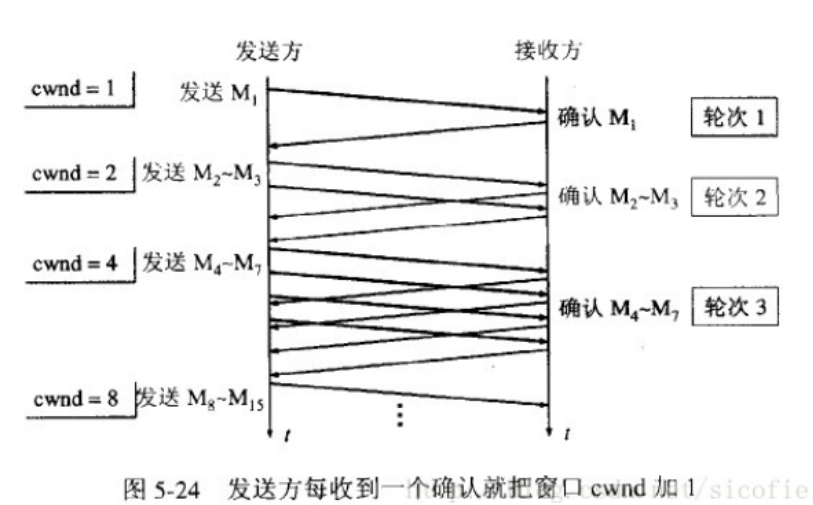 发送方 接收方
cwnd = 1 发送 M1 确认 M1 轮次 1
cwnd = 2 发送 M2~M3 确认 M2~M3 轮次 2
cwnd = 4 发送 M4~M7
确认 M4~M7 轮次 3
cwnd = 8 发送 M8~M15
t t
图 5-24 发送方每收到一个确认就把窗口 cwnd 加 1